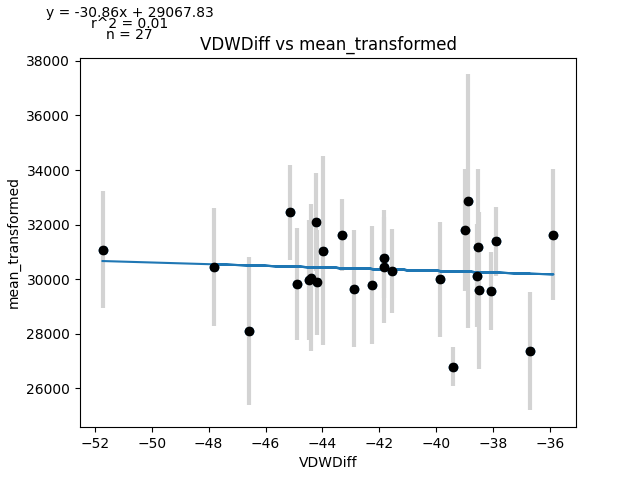 y = -30.86x + 29067.83
r^2 = 0.01
n = 27
VDWDiff vs mean_transformed
38000
36000
34000
32000
30000
28000
26000
mean_transformed
−52
−50
−48
−46
−44
−42
−40
−38
−36
VDWDiff